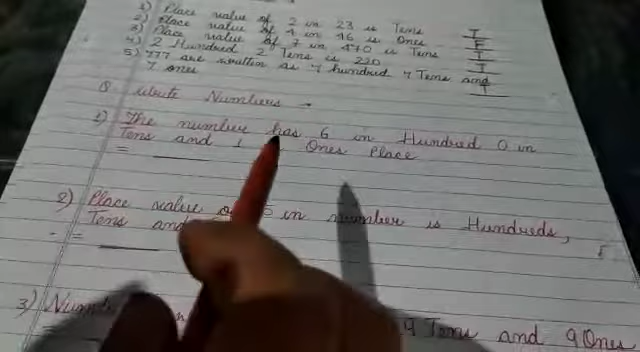 1) Place value of 2 in 23 is Tens T
2) Place value of 4 in 46 is Ones F
3) Place value of 7 in 470 is Tens T
4) 2 Hundred 2 Tens is 220 T
5) 777 are written as 7 hundred 7 Tens and
7 ones T
Q. Write Numbers →
1) The number has 6 in Hundred 0 in
Tens and 1 Ones Place
= ____
2) Place value in number is Hundreds, 5
Tens and
= ____
3) 9 Tens and 9 Ones
=